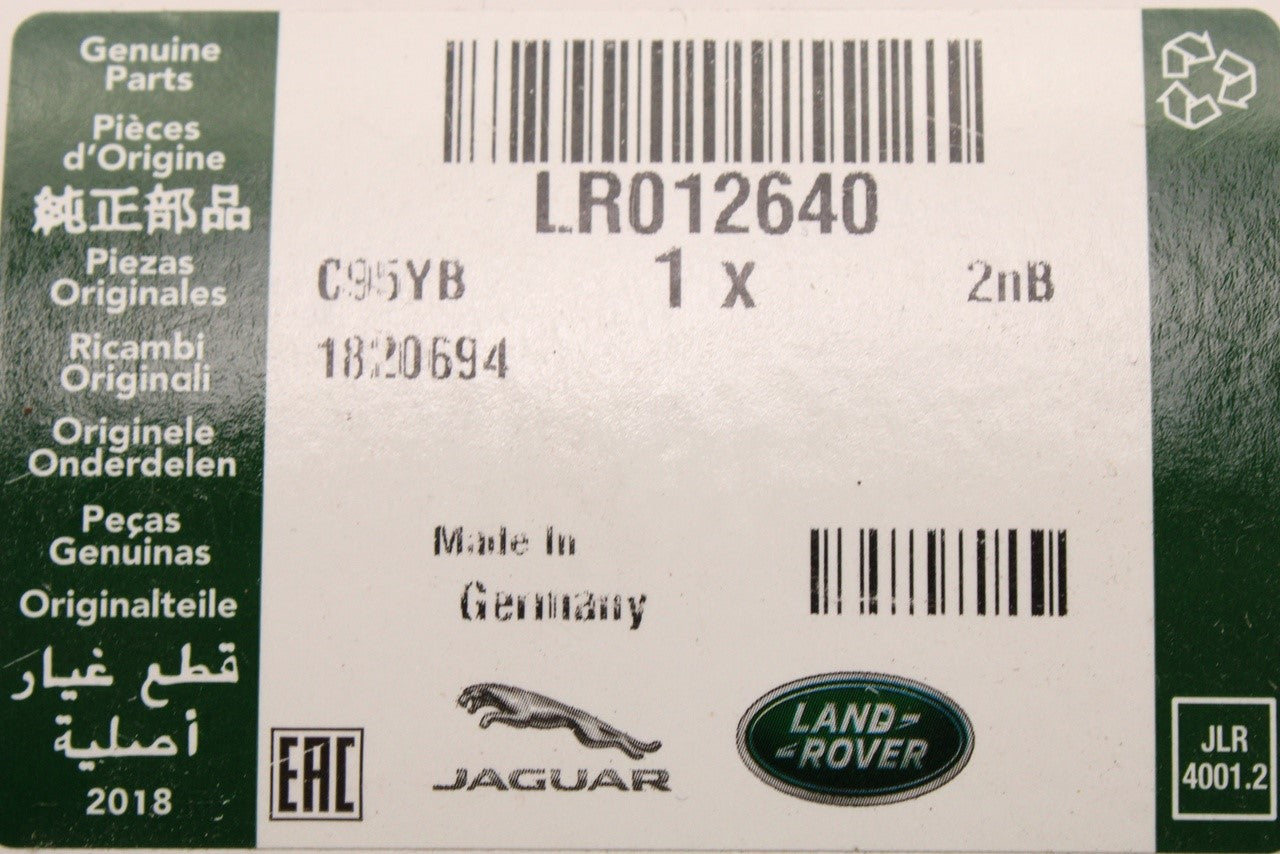 Genuine
Parts
Pièces
d'Origine
純正部品
Piezas
Originales
Ricambi
Originali
Originele
Onderdelen
Peças
Genuinas
Originalteile
قطع غيار
أصلية
2018
LR012640
C95YB 1 x 2nB
1820694
Made In
Germany
EAC
JAGUAR
LAND-
-ROVER
JLR
4001.2